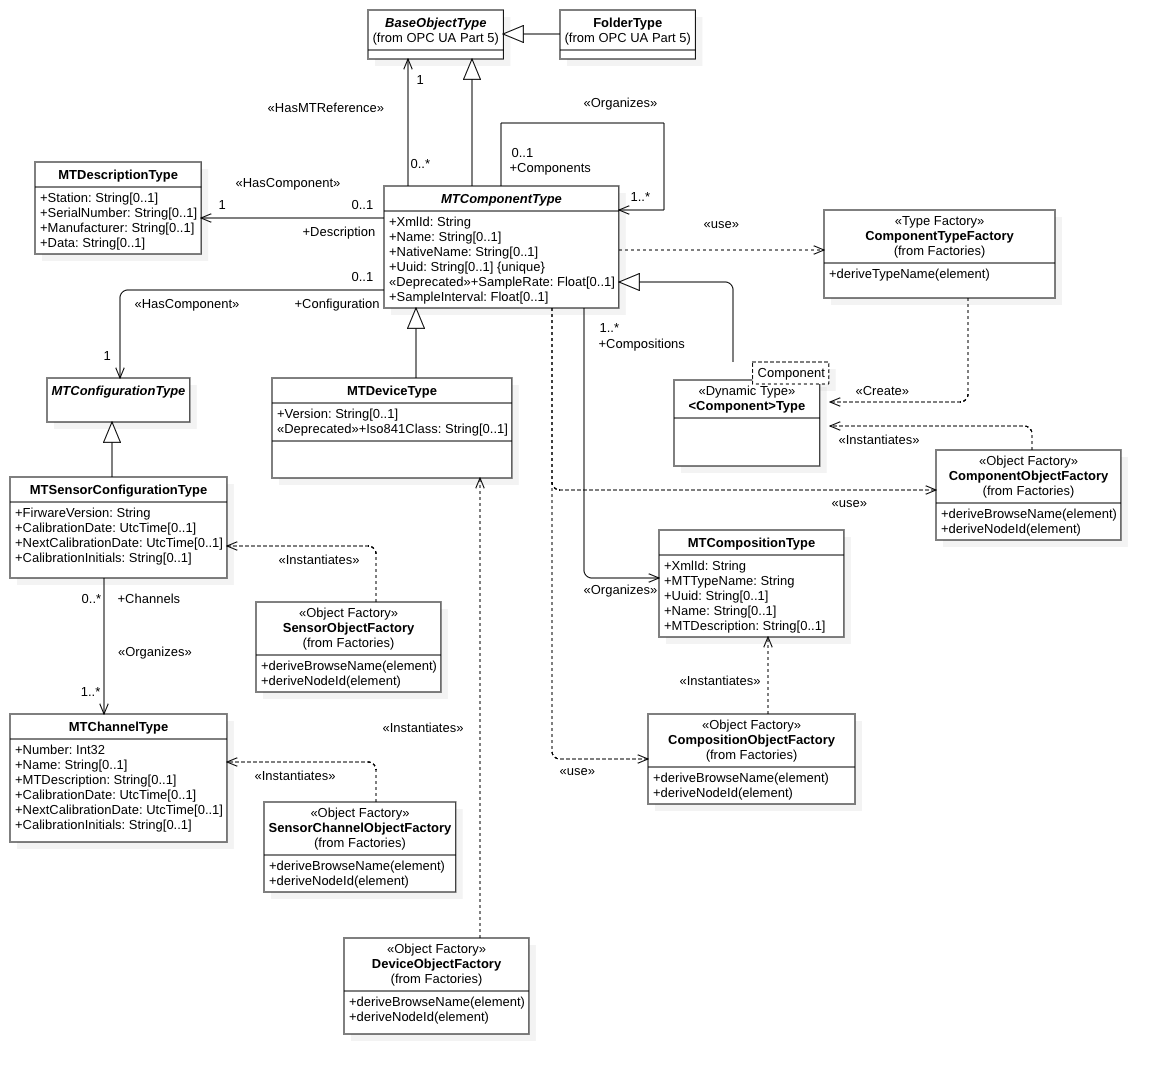 BaseObjectType
(from OPC UA Part 5)
FolderType
(from OPC UA Part 5)
1
«HasMTReference»
«Organizes»
0..*
0..1
+Components
1..*
MTDescriptionType
+Station: String[0..1]
+SerialNumber: String[0..1]
+Manufacturer: String[0..1]
+Data: String[0..1]
«HasComponent»
1
0..1
+Description
MTComponentType
+XmlId: String
+Name: String[0..1]
+NativeName: String[0..1]
+Uuid: String[0..1] {unique}
«Deprecated»+SampleRate: Float[0..1]
+SampleInterval: Float[0..1]
«use»
«Type Factory»
ComponentTypeFactory
(from Factories)
+deriveTypeName(element)
0..1
«HasComponent»
+Configuration
1
1..*
+Compositions
MTConfigurationType
MTDeviceType
+Version: String[0..1]
«Deprecated»+Iso841Class: String[0..1]
Component
«Dynamic Type»
<Component>Type
«Create»
«Instantiates»
«Object Factory»
ComponentObjectFactory
(from Factories)
+deriveBrowseName(element)
+deriveNodeId(element)
«use»
MTSensorConfigurationType
+FirwareVersion: String
+CalibrationDate: UtcTime[0..1]
+NextCalibrationDate: UtcTime[0..1]
+CalibrationInitials: String[0..1]
«Instantiates»
MTCompositionType
+XmlId: String
+MTTypeName: String
+Uuid: String[0..1]
+Name: String[0..1]
+MTDescription: String[0..1]
«Organizes»
0..*
+Channels
«Organizes»
1..*
«Object Factory»
SensorObjectFactory
(from Factories)
+deriveBrowseName(element)
+deriveNodeId(element)
«Instantiates»
«Instantiates»
MTChannelType
+Number: Int32
+Name: String[0..1]
+MTDescription: String[0..1]
+CalibrationDate: UtcTime[0..1]
+NextCalibrationDate: UtcTime[0..1]
+CalibrationInitials: String[0..1]
«Instantiates»
«Object Factory»
CompositionObjectFactory
(from Factories)
+deriveBrowseName(element)
+deriveNodeId(element)
«use»
«Object Factory»
SensorChannelObjectFactory
(from Factories)
+deriveBrowseName(element)
+deriveNodeId(element)
«Object Factory»
DeviceObjectFactory
(from Factories)
+deriveBrowseName(element)
+deriveNodeId(element)